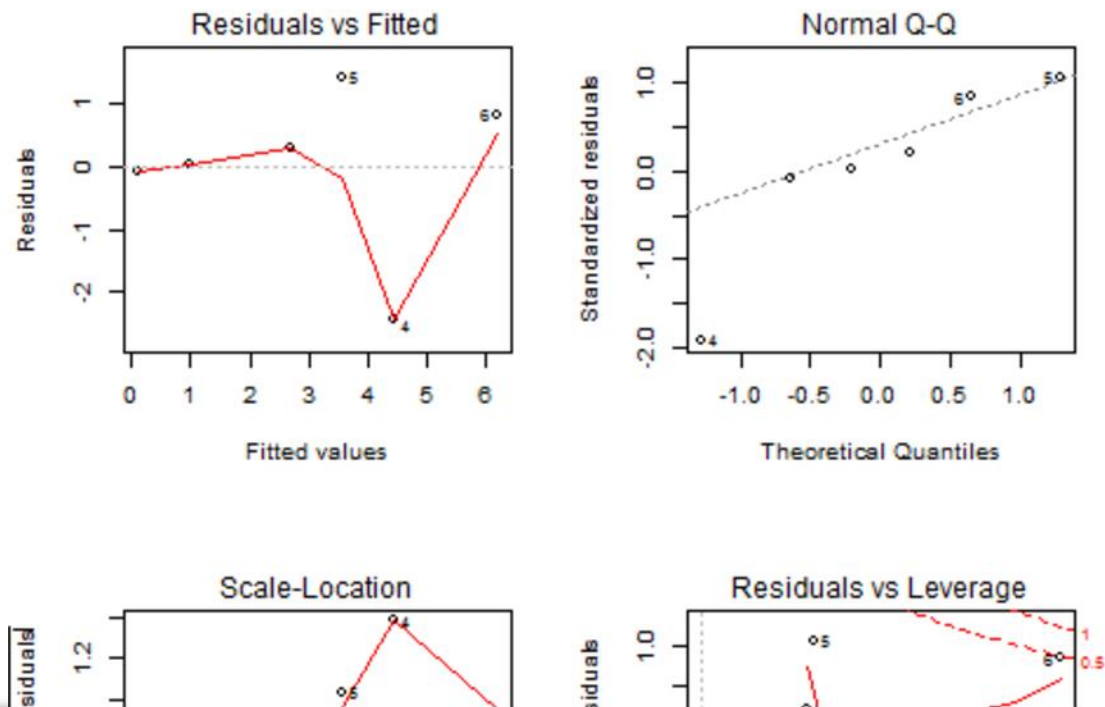 Residuals vs Fitted
Residuals
1
0
-1
-2
5
6
4
0 1 2 3 4 5 6
Fitted values
Normal Q-Q
Standardized residuals
1.0
0.0
-1.0
-2.0
5
6
4
-1.0 -0.5 0.0 0.5 1.0
Theoretical Quantiles
Scale-Location
1.2
4
5
Residuals vs Leverage
1.0
5
6
1
0.5